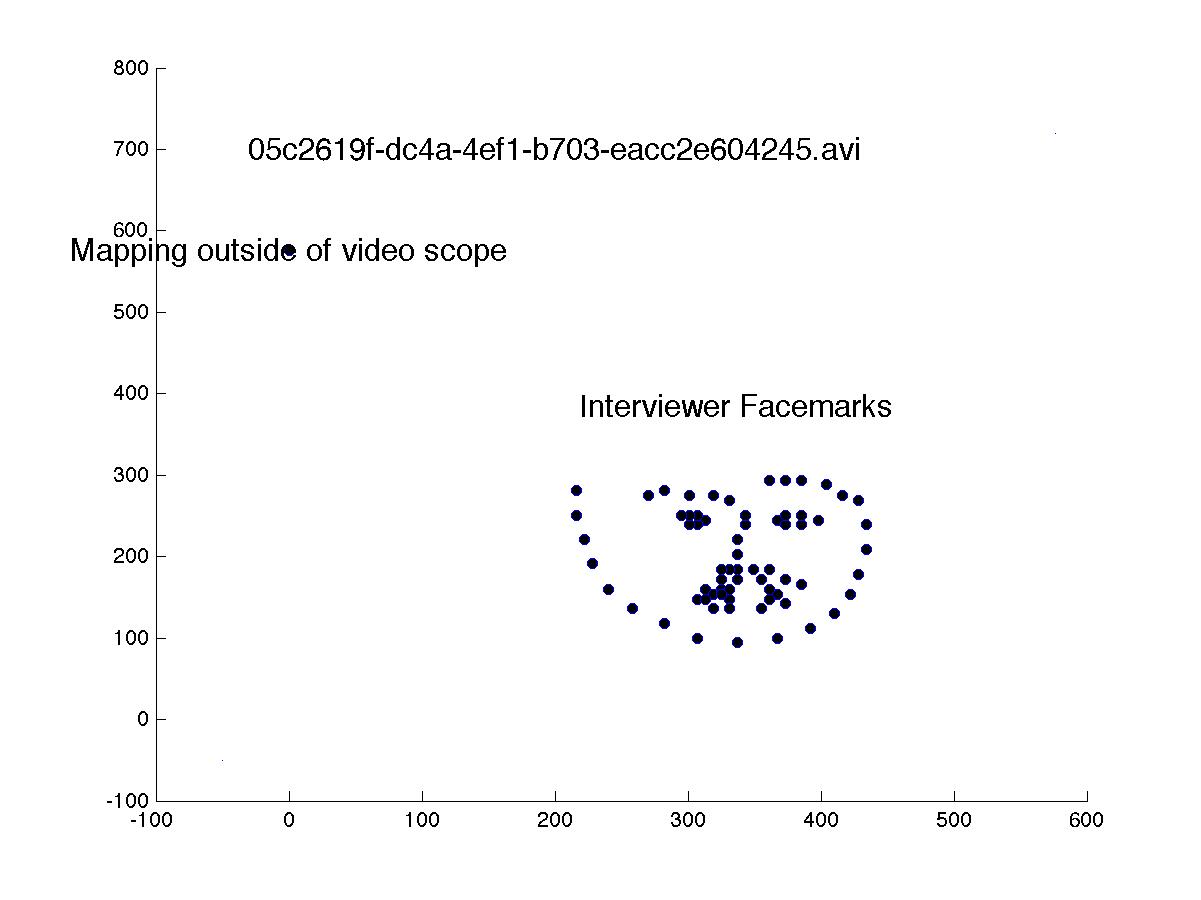 800
700
05c2619f-dc4a-4ef1-b703-eacc2e604245.avi
600
Mapping outside of video scope
500
400
Interviewer Facemarks
300
200
100
0
-100
-100 0 100 200 300 400 500 600